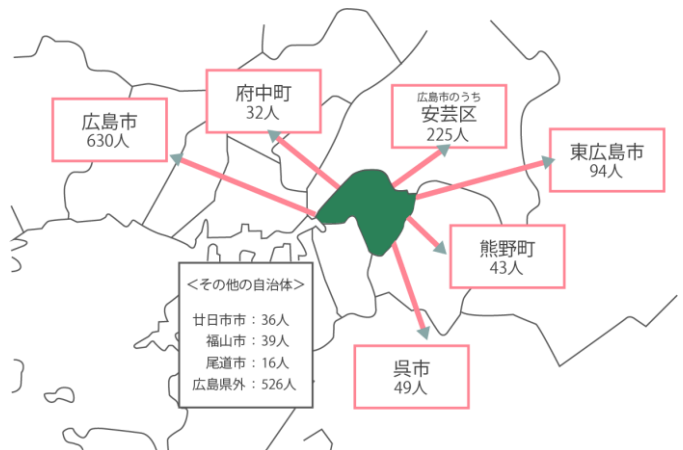 広島市
630人
府中町
32人
広島市のうち
安芸区
225人
東広島市
94人
熊野町
43人
呉市
49人
＜その他の自治体＞
廿日市市：36人
福山市：39人
尾道市：16人
広島県外：526人